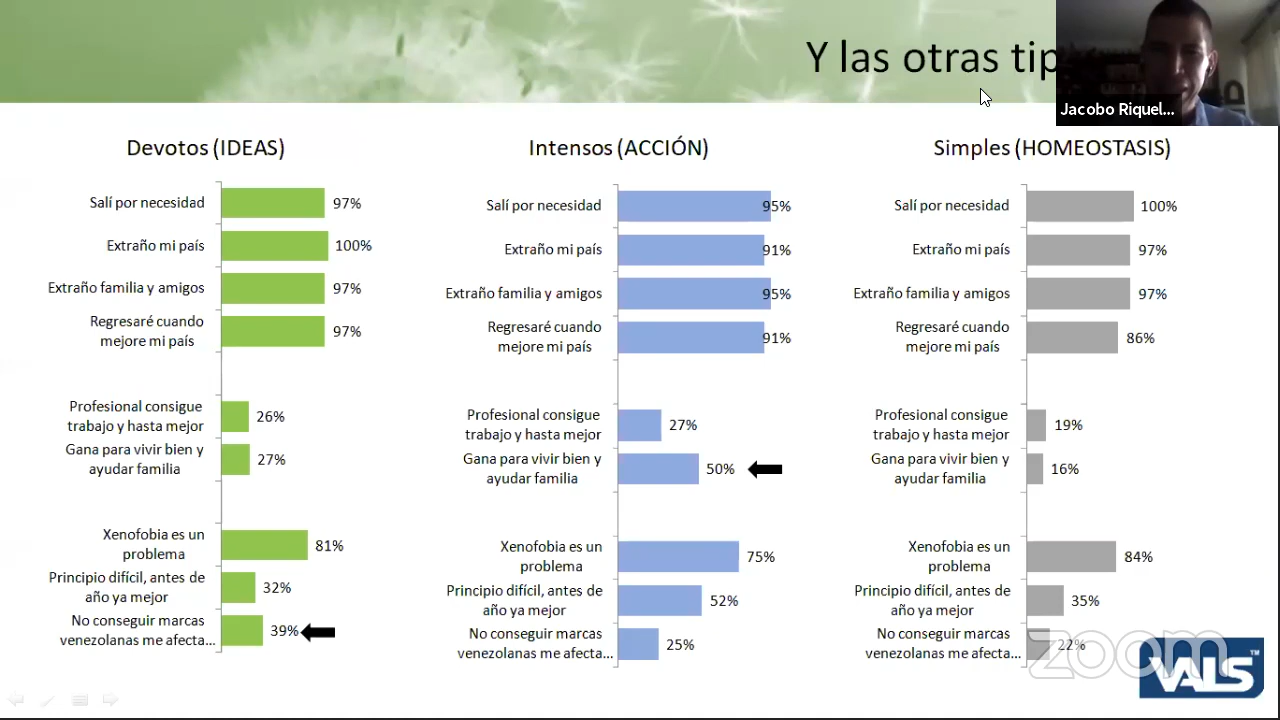 Y las otras tip
Jacobo Riquel...
Devotos (IDEAS)
Salí por necesidad
97%
Extraño mi país
100%
Extraño familia y amigos
97%
Regresaré cuando
mejore mi país
97%
Profesional consigue
trabajo y hasta mejor
26%
Gana para vivir bien y
ayudar familia
27%
Xenofobia es un
problema
81%
Principio difícil, antes de
año ya mejor
32%
No conseguir marcas
venezolanas me afecta...
39%
Intensos (ACCIÓN)
Salí por necesidad
95%
Extraño mi país
91%
Extraño familia y amigos
95%
Regresaré cuando
mejore mi país
91%
Profesional consigue
trabajo y hasta mejor
27%
Gana para vivir bien y
ayudar familia
50%
Xenofobia es un
problema
75%
Principio difícil, antes de
año ya mejor
52%
No conseguir marcas
venezolanas me afecta...
25%
Simples (HOMEOSTASIS)
Salí por necesidad
100%
Extraño mi país
97%
Extraño familia y amigos
97%
Regresaré cuando
mejore mi país
86%
Profesional consigue
trabajo y hasta mejor
19%
Gana para vivir bien y
ayudar familia
16%
Xenofobia es un
problema
84%
Principio difícil, antes de
año ya mejor
35%
No conseguir marcas
venezolanas me afecta...
22%
zoom
VALS™